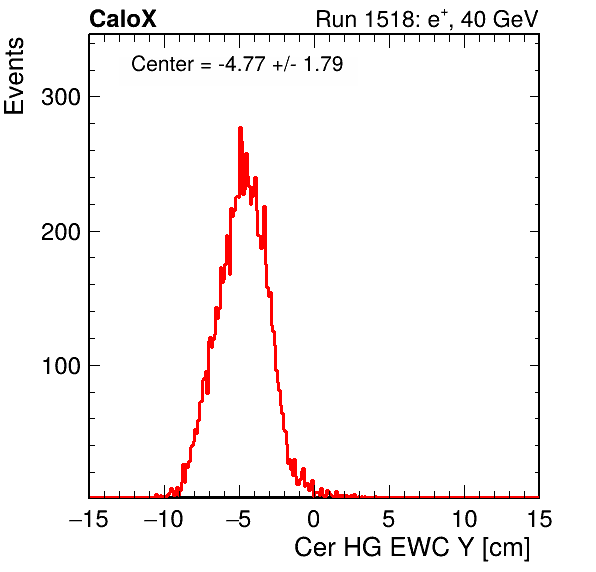 CaloX Run 1518: e⁺, 40 GeV
Center = -4.77 +/- 1.79
Events
300
200
100
−15 −10 −5 0 5 10 15
Cer HG EWC Y [cm]